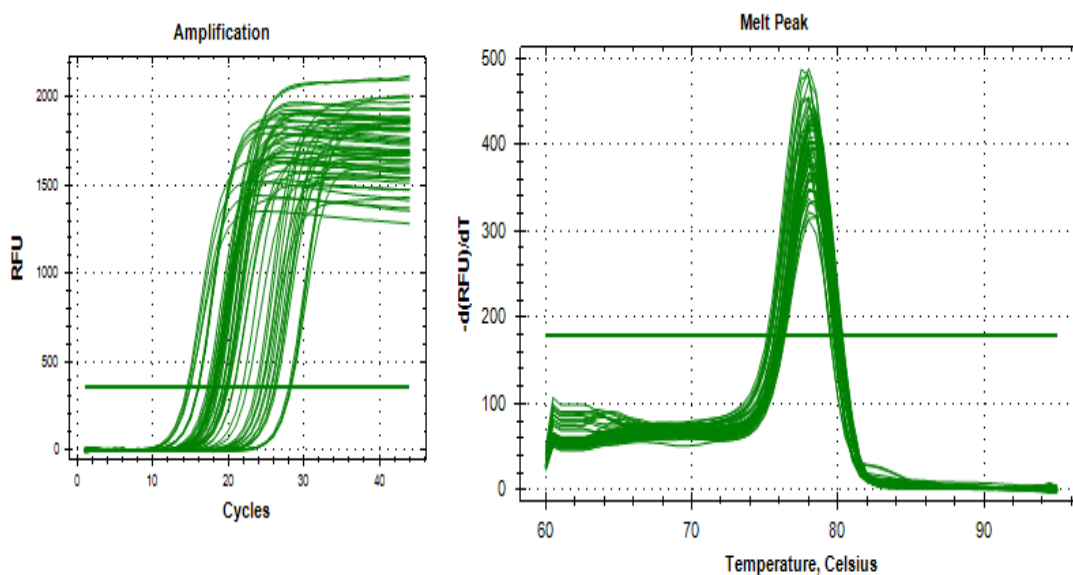 Amplification
2000
1500
1000
500
0
0 10 20 30 40
RFU
Cycles
Melt Peak
500
400
300
200
100
0
60 70 80 90
-d(RFU)/dT
Temperature, Celsius